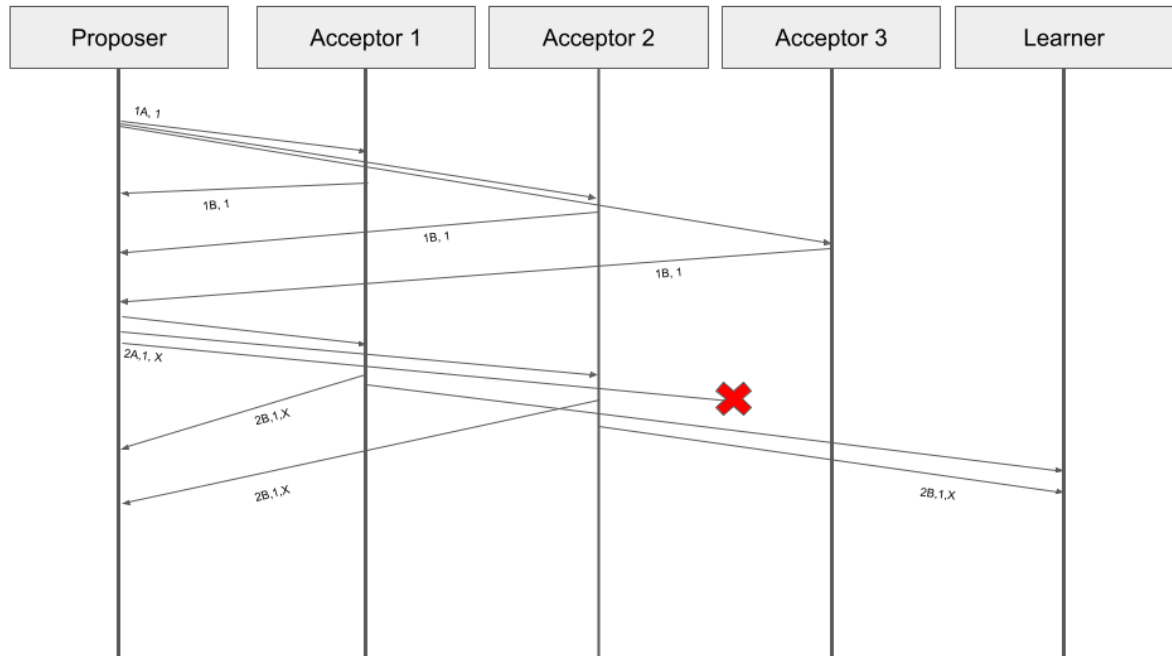 Proposer
Acceptor 1
Acceptor 2
Acceptor 3
Learner
1A, 1
1B, 1
1B, 1
1B, 1
2A,1, X
2B,1,X
2B,1,X
2B,1,X